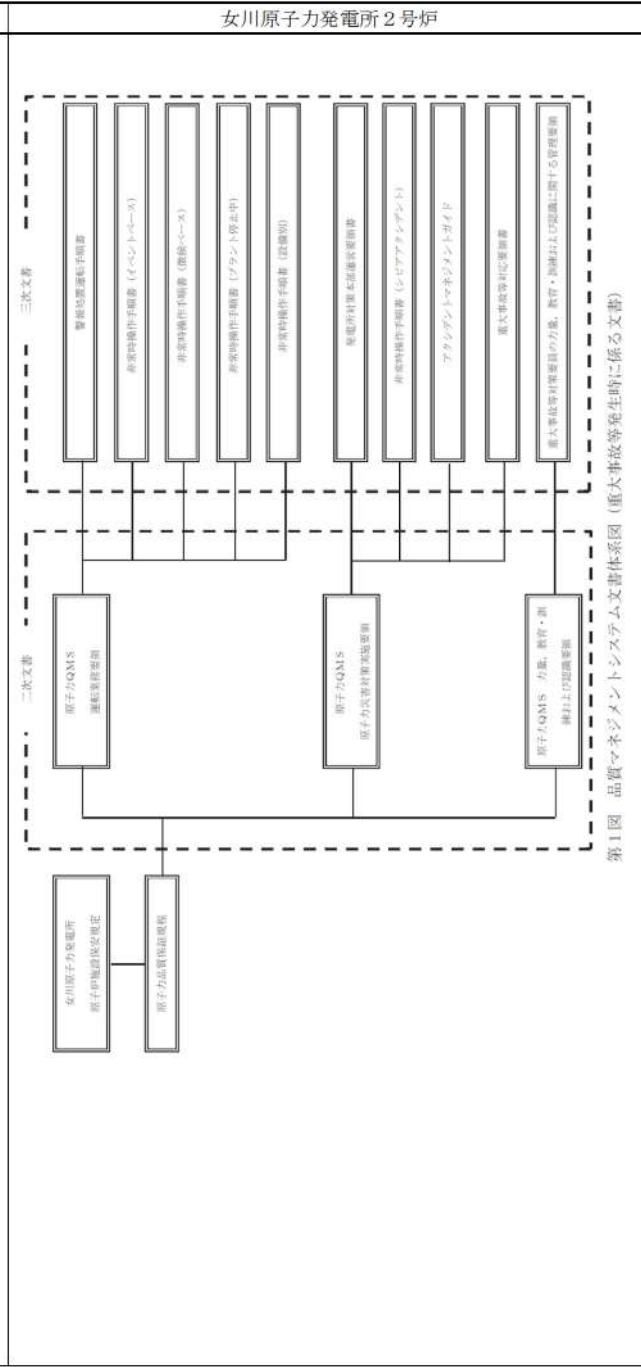 女川原子力発電所２号炉
女川原子力発電所
原子炉施設保安規定
原子力品質保証規程
二次文書
原子力QMS
運転業務要領
原子力QMS
原子力災害対策実施要領
原子力QMS 力量，教育・訓
練および認識要領
三次文書
警報処置運転手順書
非常時操作手順書（イベントベース）
非常時操作手順書（徴候ベース）
非常時操作手順書（プラント停止中）
非常時操作手順書（設備別）
発電所対策本部運営要領書
非常時操作手順書（シビアアクシデント）
アクシデントマネジメントガイド
重大事故等対応要領書
重大事故等対策要員の力量，教育・訓練および認識に関する管理要領
第１図　品質マネジメントシステム文書体系図（重大事故等発生時に係る文書）